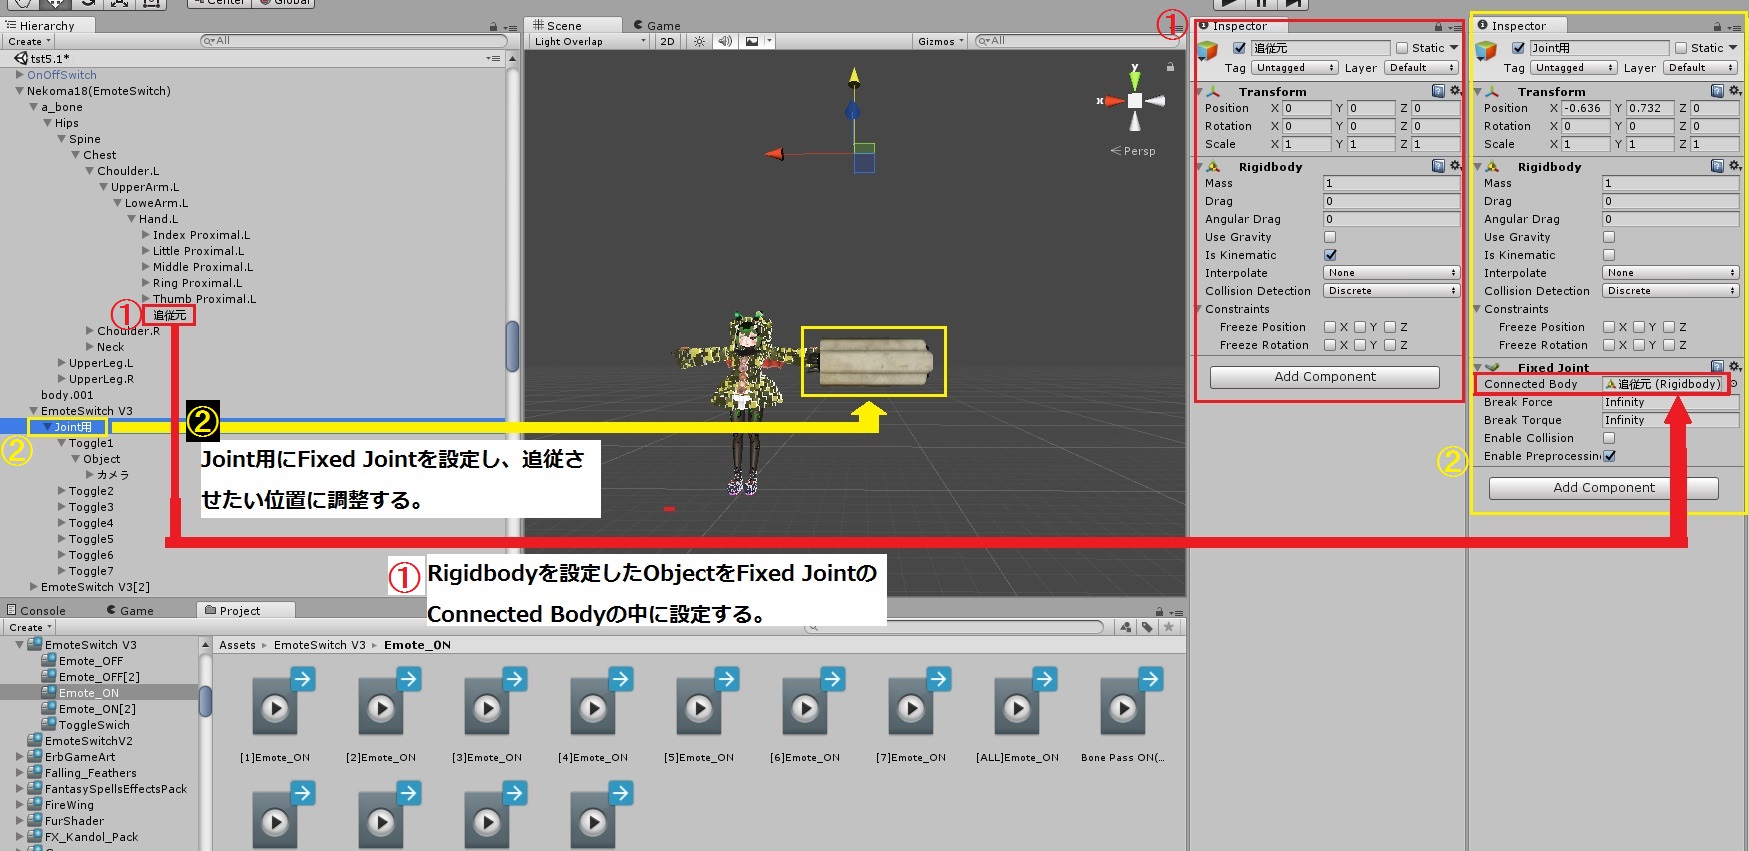 Center
Global
Hierarchy
Create
All
tst5.1*
OnOffSwitch
Nekoma18(EmoteSwitch)
a_bone
Hips
Spine
Chest
Choulder.L
UpperArm.L
LoweArm.L
Hand.L
Index Proximal.L
Little Proximal.L
Middle Proximal.L
Ring Proximal.L
Thumb Proximal.L
① 追従元
Choulder.R
Neck
UpperLeg.L
UpperLeg.R
body.001
EmoteSwitch V3
② Joint用
Toggle1
Object
カメラ
Toggle2
Toggle3
Toggle4
Toggle5
Toggle6
Toggle7
EmoteSwitch V3[2]
Scene
Game
Light Overlap
2D
Gizmos
All
y
x
Persp
②
Joint用にFixed Jointを設定し、追従さ
せたい位置に調整する。
① Rigidbodyを設定したObjectをFixed Jointの
Connected Bodyの中に設定する。
①
Inspector
追従元
Static
Tag Untagged Layer Default
Transform
Position X 0 Y 0 Z 0
Rotation X 0 Y 0 Z 0
Scale X 1 Y 1 Z 1
Rigidbody
Mass 1
Drag 0
Angular Drag 0
Use Gravity
Is Kinematic
Interpolate None
Collision Detection Discrete
Constraints
Freeze Position X Y Z
Freeze Rotation X Y Z
Add Component
Inspector
Joint用
Static
Tag Untagged Layer Default
Transform
Position X -0.636 Y 0.732 Z 0
Rotation X 0 Y 0 Z 0
Scale X 1 Y 1 Z 1
Rigidbody
Mass 1
Drag 0
Angular Drag 0
Use Gravity
Is Kinematic
Interpolate None
Collision Detection Discrete
Constraints
Freeze Position X Y Z
Freeze Rotation X Y Z
Fixed Joint
Connected Body 追従元 (Rigidbody)
Break Force Infinity
Break Torque Infinity
Enable Collision
② Enable Preprocessin
Add Component
Console
Game
Project
Create
EmoteSwitch V3
Emote_OFF
Emote_OFF[2]
Emote_ON
Emote_ON[2]
ToggleSwich
EmoteSwitchV2
ErbGameArt
Falling_Feathers
FantasySpellsEffectsPack
FireWing
FurShader
FX_Kandol_Pack
Assets ▸ EmoteSwitch V3 ▸ Emote_ON
[1]Emote_ON
[2]Emote_ON
[3]Emote_ON
[4]Emote_ON
[5]Emote_ON
[6]Emote_ON
[7]Emote_ON
[ALL]Emote_ON
Bone Pass ON(...